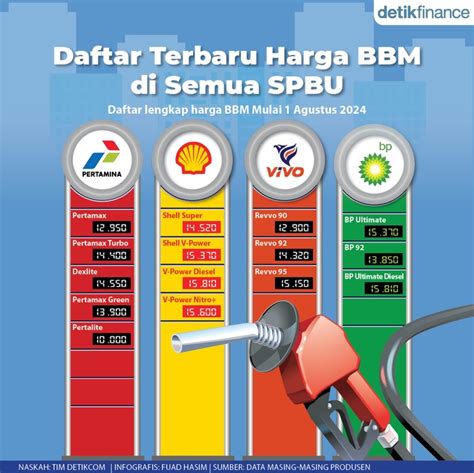 detikfinance
Daftar Terbaru Harga BBM
di Semua SPBU
Daftar lengkap harga BBM Mulai 1 Agustus 2024
PERTAMINA
Pertamax
12.950
Pertamax Turbo
14.400
Dexlite
14.550
Pertamax Green
13.900
Pertalite
10.000
Shell Super
14.520
Shell V-Power
15.370
V-Power Diesel
15.810
V-Power Nitro+
15.600
VIVO
Revvo 90
12.900
Revvo 92
14.320
Revvo 95
15.150
bp
BP Ultimate
15.370
BP 92
13.850
BP Ultimate Diesel
15.810
NASKAH: TIM DETIKCOM | INFOGRAFIS: FUAD HASIM | SUMBER: DATA MASING-MASING PRODUSEN